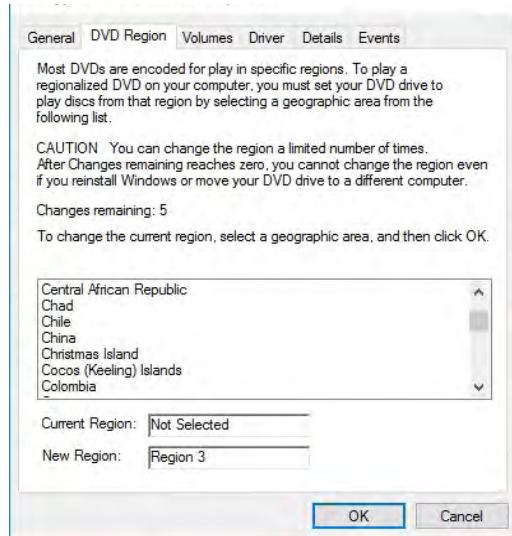 General DVD Region Volumes Driver Details Events
Most DVDs are encoded for play in specific regions. To play a
regionalized DVD on your computer, you must set your DVD drive to
play discs from that region by selecting a geographic area from the
following list.
CAUTION You can change the region a limited number of times.
After Changes remaining reaches zero, you cannot change the region even
if you reinstall Windows or move your DVD drive to a different computer.
Changes remaining: 5
To change the current region, select a geographic area, and then click OK.
Central African Republic
Chad
Chile
China
Christmas Island
Cocos (Keeling) Islands
Colombia
Current Region: Not Selected
New Region: Region 3
OK Cancel